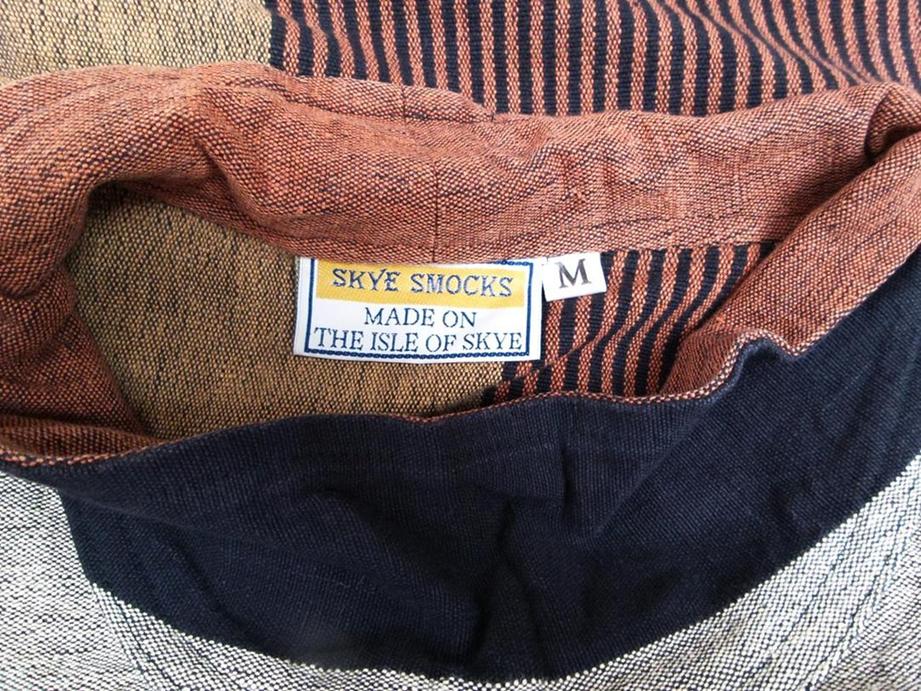 SKYE SMOCKS
MADE ON
THE ISLE OF SKYE
M